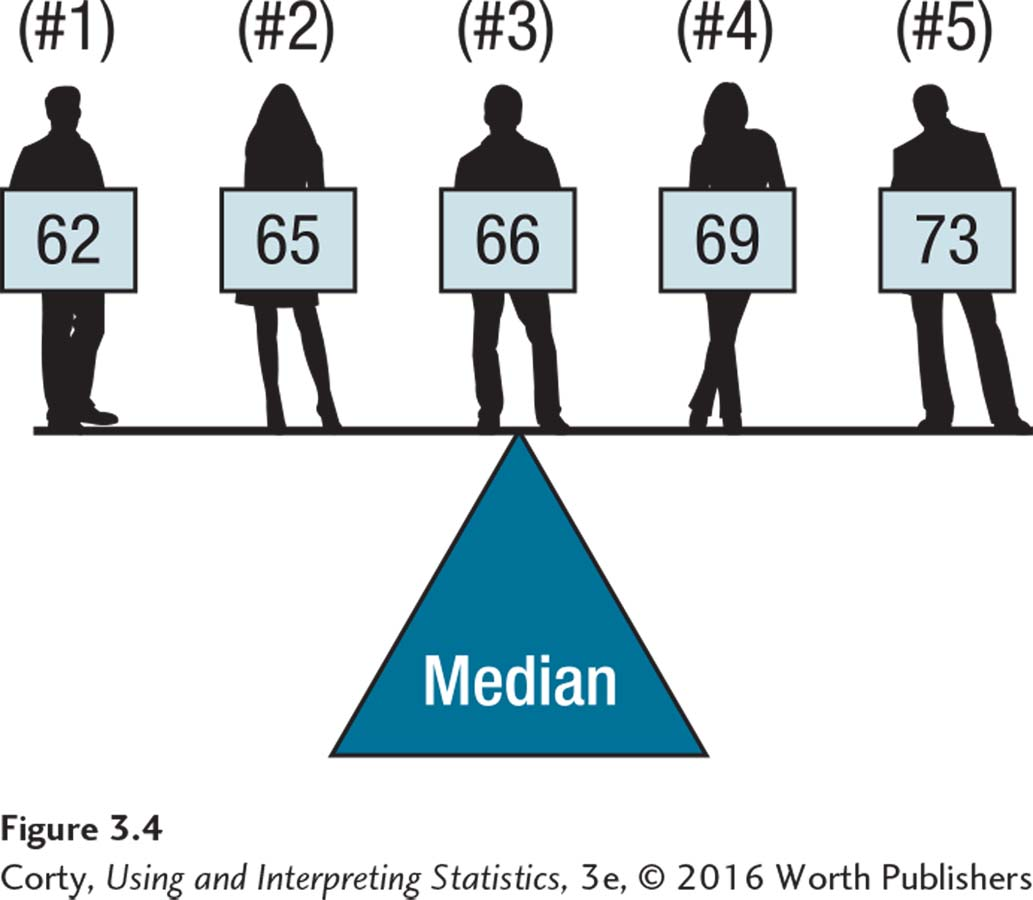 (#1) (#2) (#3) (#4) (#5)
62 65 66 69 73
Median
Figure 3.4
Corty, Using and Interpreting Statistics, 3e, © 2016 Worth Publishers